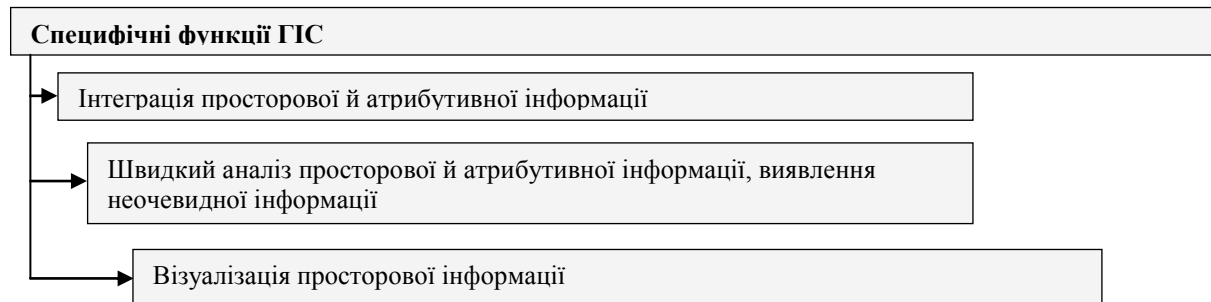 Специфічні функції ГІС
Інтеграція просторової й атрибутивної інформації
Швидкий аналіз просторової й атрибутивної інформації, виявлення
неочевидної інформації
Візуалізація просторової інформації